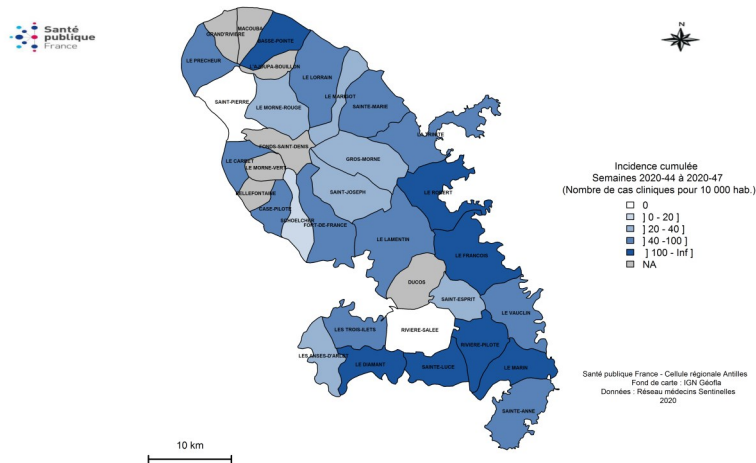 Santé
publique
France
N
GRAND'RIVIERE
MACOUBA
BASSE-POINTE
LE PRECHEUR
L'AJOUPA-BOUILLON
LE LORRAIN
LE MARIGOT
SAINTE-MARIE
SAINT-PIERRE
LE MORNE-ROUGE
LA TRINITE
FONDS-SAINT-DENIS
LE CARBET
LE MORNE-VERT
GROS-MORNE
BELLEFONTAINE
SAINT-JOSEPH
LE ROBERT
CASE-PILOTE
SCHOELCHER
FORT-DE-FRANCE
LE LAMENTIN
LE FRANCOIS
DUCOS
SAINT-ESPRIT
LE VAUCLIN
LES TROIS-ILETS
RIVIERE-SALEE
RIVIERE-PILOTE
LES ANSES-D'ARLET
LE DIAMANT
SAINTE-LUCE
LE MARIN
SAINTE-ANNE
Incidence cumulée
Semaines 2020-44 à 2020-47
(Nombre de cas cliniques pour 10 000 hab.)
0
] 0 - 20 ]
] 20 - 40 ]
] 40 -100 ]
] 100 - Inf ]
NA
Santé publique France - Cellule régionale Antilles
Fond de carte : IGN Géofla
Données : Réseau médecins Sentinelles
2020
10 km